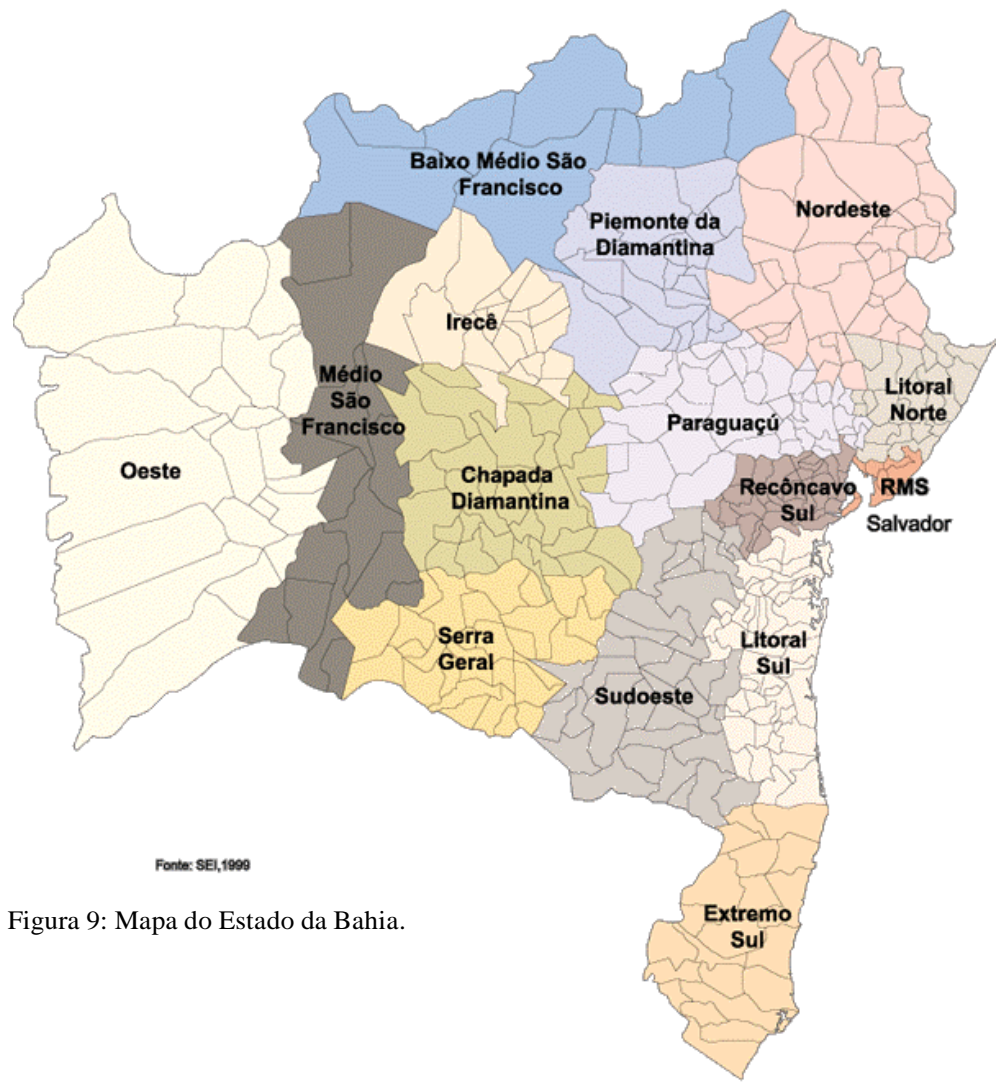 Baixo Médio São
Francisco
Piemonte da
Diamantina
Nordeste
Irecê
Médio
São
Francisco
Litoral
Norte
Paraguaçú
Oeste
Chapada
Diamantina
Recôncavo
Sul
RMS
Salvador
Serra
Geral
Litoral
Sul
Sudoeste
Fonte: SEI,1999
Figura 9: Mapa do Estado da Bahia.
Extremo
Sul